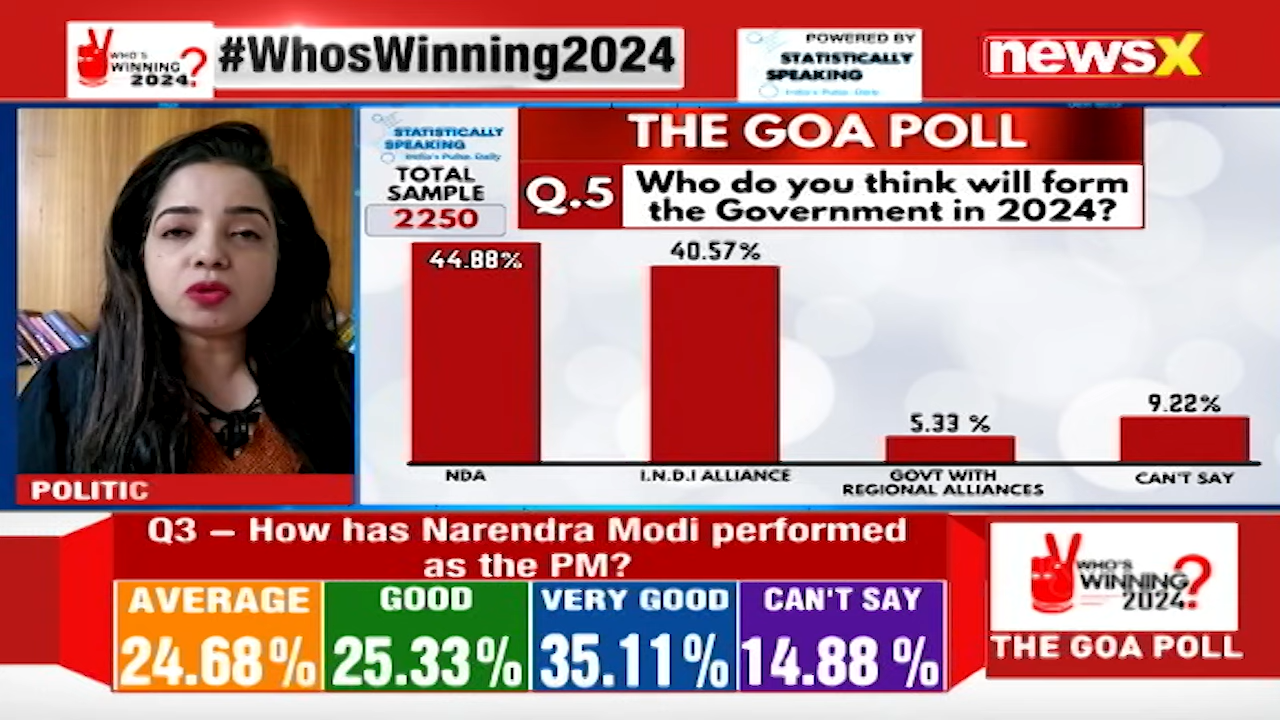 WHO'S
WINNING
2024?
#WhosWinning2024
POWERED BY
STATISTICALLY
SPEAKING
India's Pulse. Daily
newsX
STATISTICALLY
SPEAKING
India's Pulse. Daily
TOTAL
SAMPLE
2250
THE GOA POLL
Q.5
Who do you think will form
the Government in 2024?
44.88%
40.57%
5.33 %
9.22%
NDA
I.N.D.I ALLIANCE
GOVT WITH
REGIONAL ALLIANCES
CAN'T SAY
POLITIC
Q3 – How has Narendra Modi performed
as the PM?
AVERAGE
24.68%
GOOD
25.33%
VERY GOOD
35.11%
CAN'T SAY
14.88 %
WHO'S
WINNING
2024?
THE GOA POLL